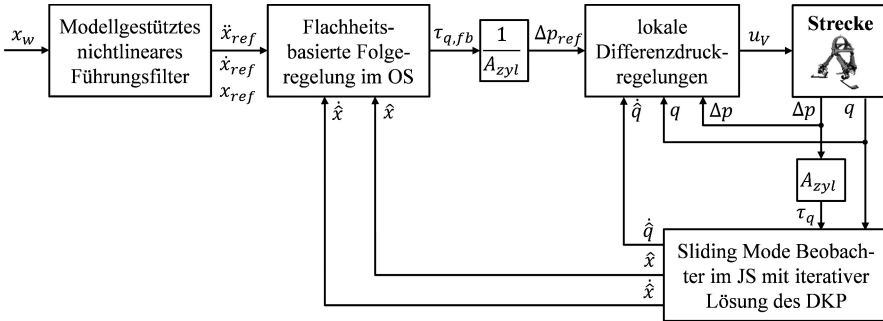 x_w
Modellgestütztes
nichtlineares
Führungsfilter
ẍ_ref
ẋ_ref
x_ref
Flachheits-
basierte Folge-
regelung im OS
τ_q,fb
1
A_zyl
Δp_ref
lokale
Differenzdruck-
regelungen
u_V
Strecke
x̂̇
x̂
q̂̇
q
Δp
Δp
q
A_zyl
τ_q
q̂̇
x̂
x̂̇
Sliding Mode Beobach-
ter im JS mit iterativer
Lösung des DKP